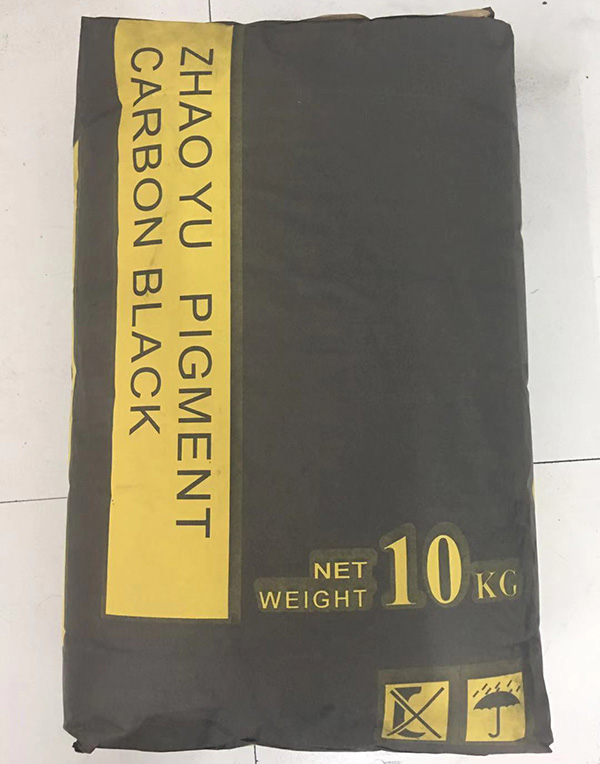 ZHAO YU PIGMENT
CARBON BLACK
NET
WEIGHT
10 KG